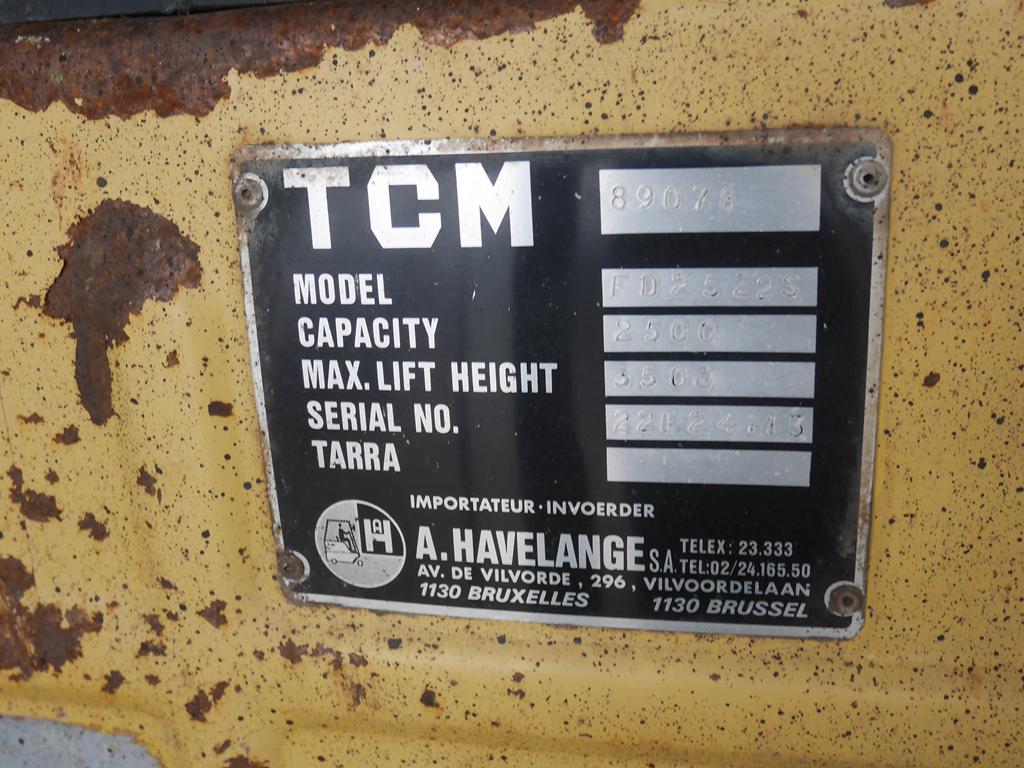 TCM 89078
MODEL FD25Z2S
CAPACITY 2500
MAX. LIFT HEIGHT
SERIAL NO.
TARRA
IMPORTATEUR · INVOERDER
A. HAVELANGE S.A.
TELEX: 23.333
TEL: 02/24.165.50
AV. DE VILVORDE, 296, VILVOORDELAAN
1130 BRUXELLES 1130 BRUSSEL